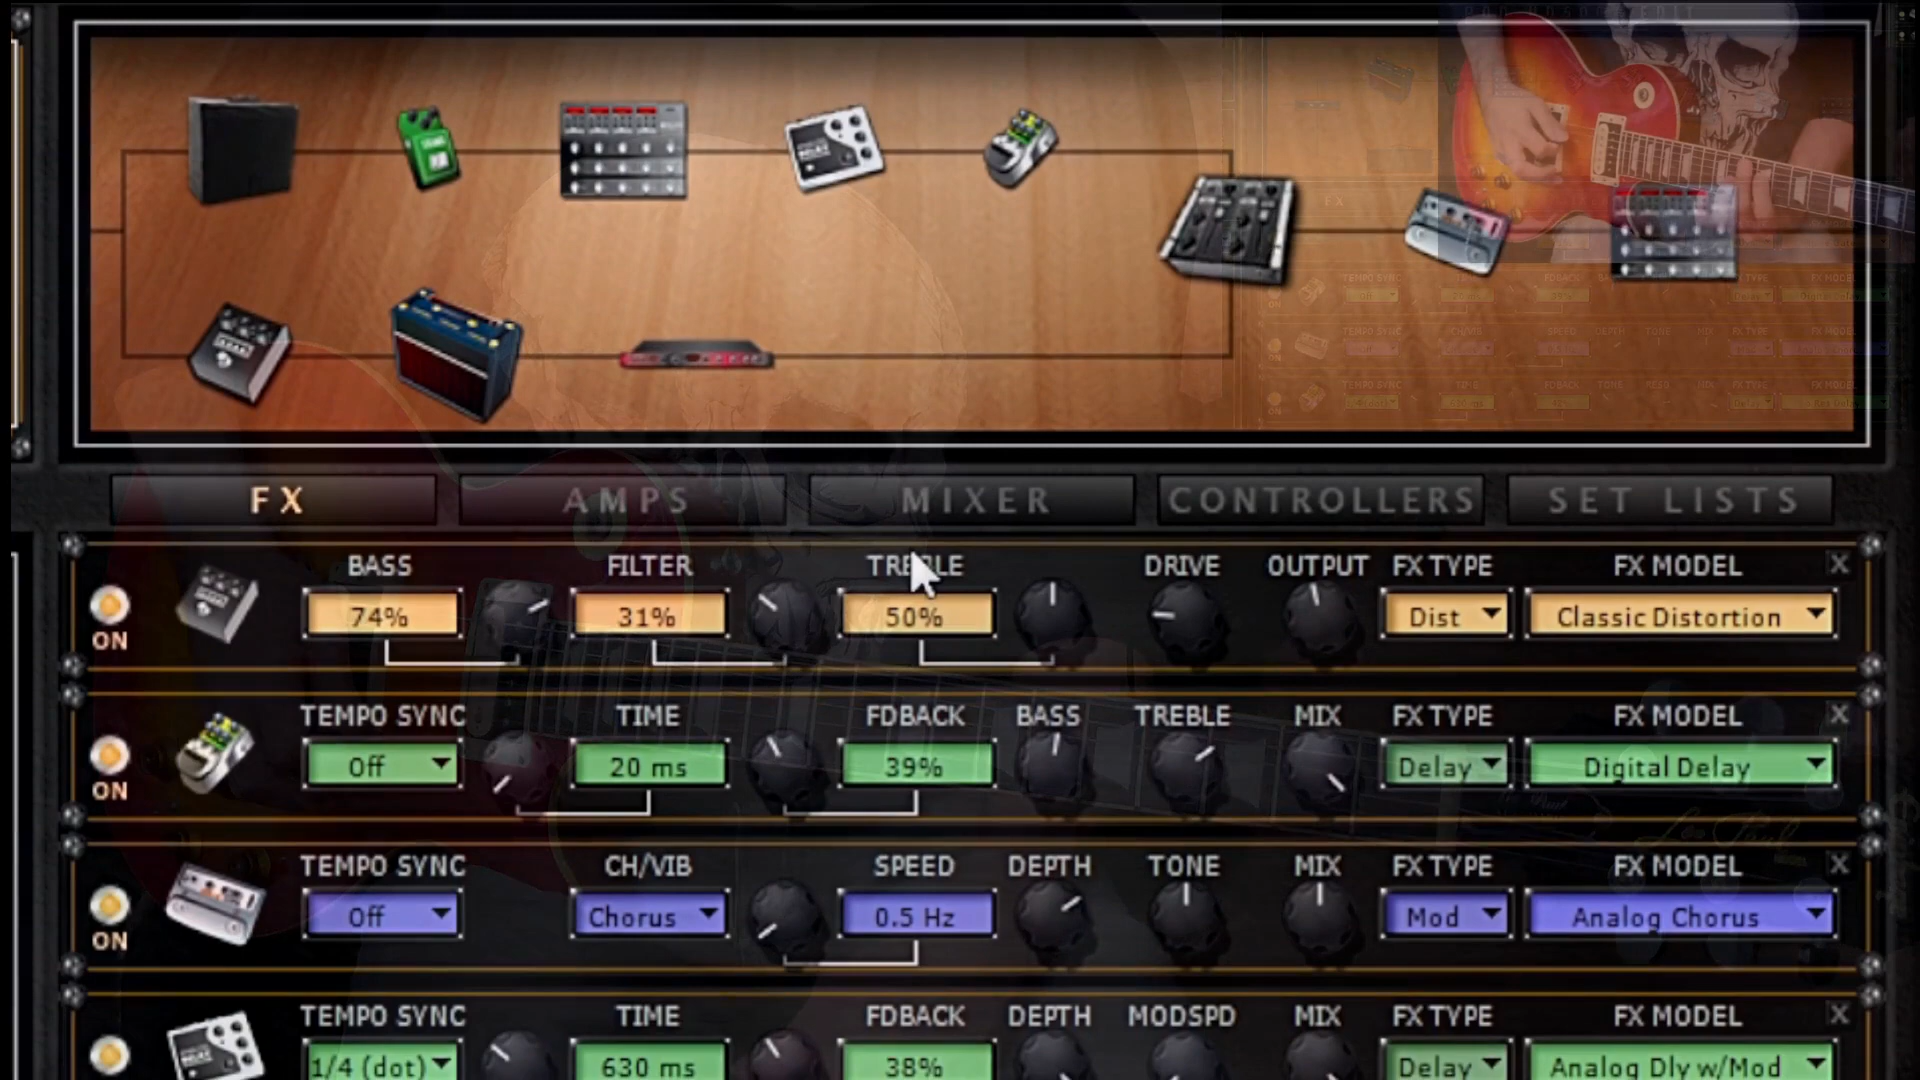 FX AMPS MIXER CONTROLLERS SET LISTS
BASS FILTER TREBLE DRIVE OUTPUT FX TYPE FX MODEL X
74% 31% 50% Dist Classic Distortion
ON
TEMPO SYNC TIME FDBACK BASS TREBLE MIX FX TYPE FX MODEL X
Off 20 ms 39% Delay Digital Delay
ON
TEMPO SYNC CH/VIB SPEED DEPTH TONE MIX FX TYPE FX MODEL X
Off Chorus 0.5 Hz Mod Analog Chorus
ON
TEMPO SYNC TIME FDBACK DEPTH MODSPD MIX FX TYPE FX MODEL X
1/4 (dot) 630 ms 38% Delay Analog Dly w/Mod